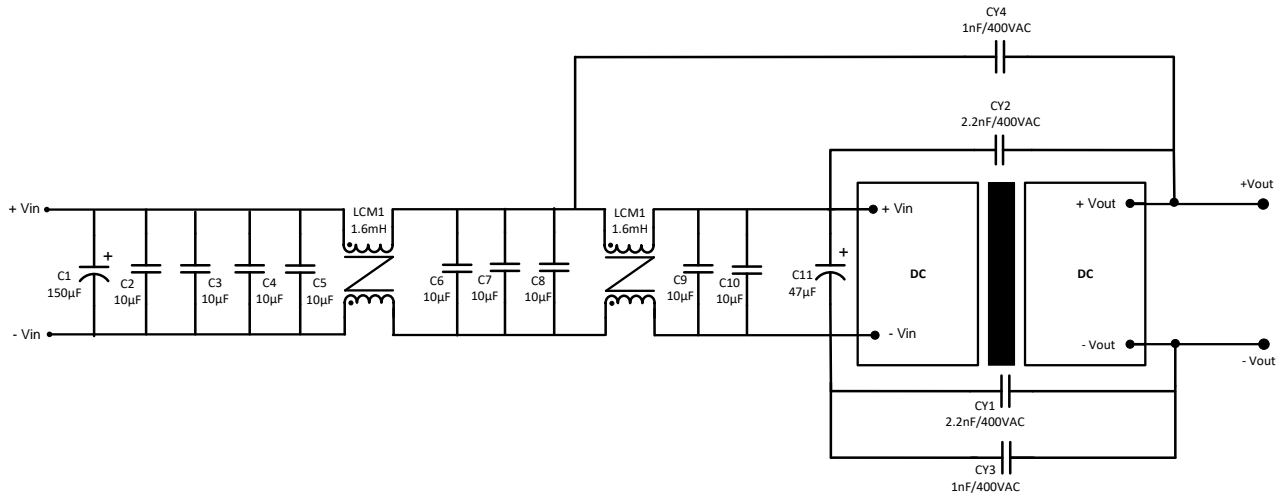 CY4
1nF/400VAC
CY2
2.2nF/400VAC
+Vout
+ Vin
LCM1
1.6mH
LCM1
1.6mH
+ Vin
+ Vout
+
C1
150µF
C2
10µF
C3
10µF
C4
10µF
C5
10µF
C6
10µF
C7
10µF
C8
10µF
C9
10µF
C10
10µF
+
C11
47µF
DC
DC
- Vin
- Vin
- Vout
- Vout
CY1
2.2nF/400VAC
CY3
1nF/400VAC